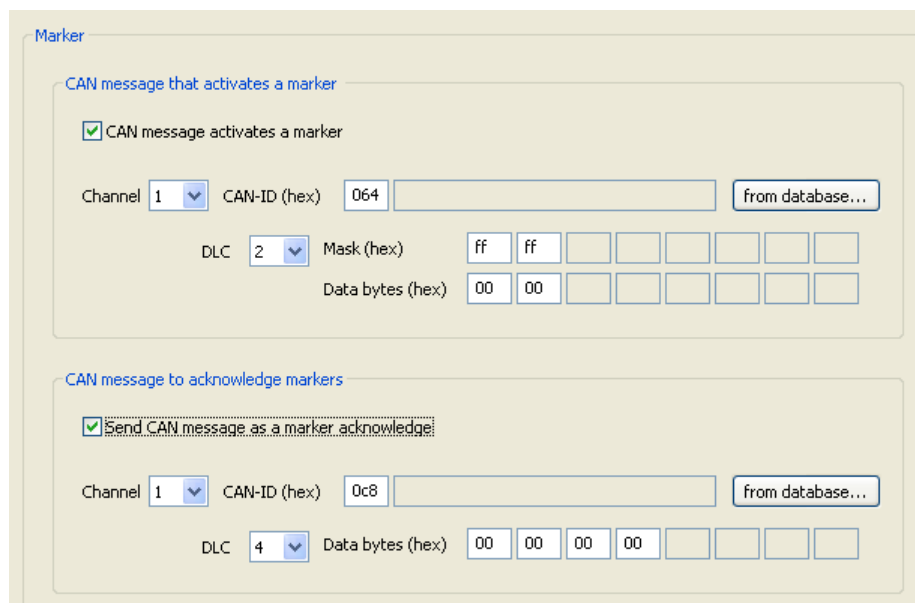 Marker
CAN message that activates a marker
CAN message activates a marker
Channel 1 CAN-ID (hex) 064 from database...
DLC 2 Mask (hex) ff ff
Data bytes (hex) 00 00
CAN message to acknowledge markers
Send CAN message as a marker acknowledge
Channel 1 CAN-ID (hex) 0c8 from database...
DLC 4 Data bytes (hex) 00 00 00 00